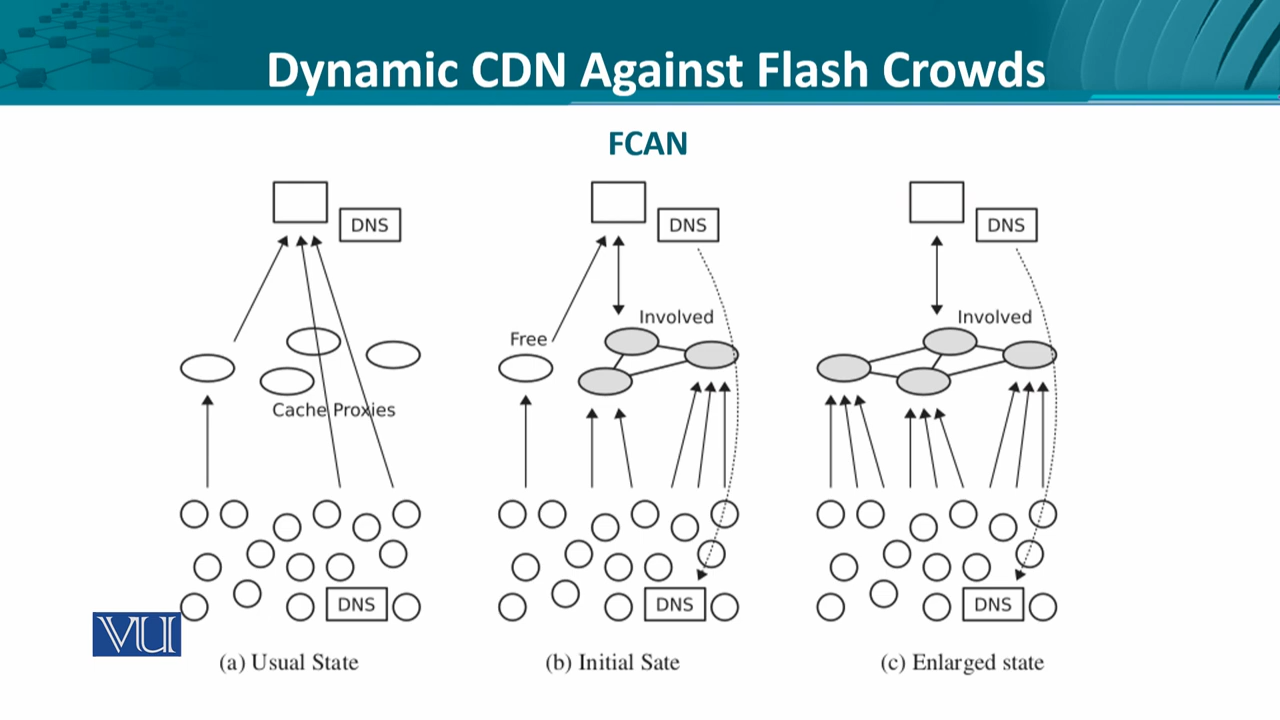 Dynamic CDN Against Flash Crowds
FCAN
DNS
DNS
DNS
Involved
Involved
Free
Cache Proxies
DNS
DNS
DNS
VU
(a) Usual State
(b) Initial Sate
(c) Enlarged state